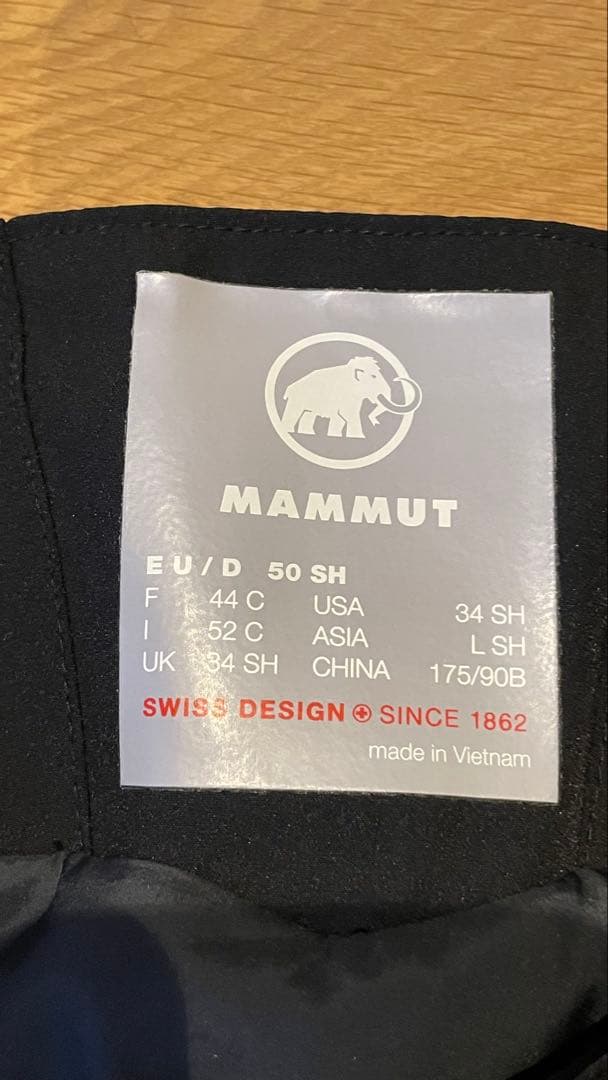 MAMMUT
EU/D 50 SH
F 44 C USA 34 SH
I 52 C ASIA L SH
UK 34 SH CHINA 175/90B
SWISS DESIGN SINCE 1862
made in Vietnam